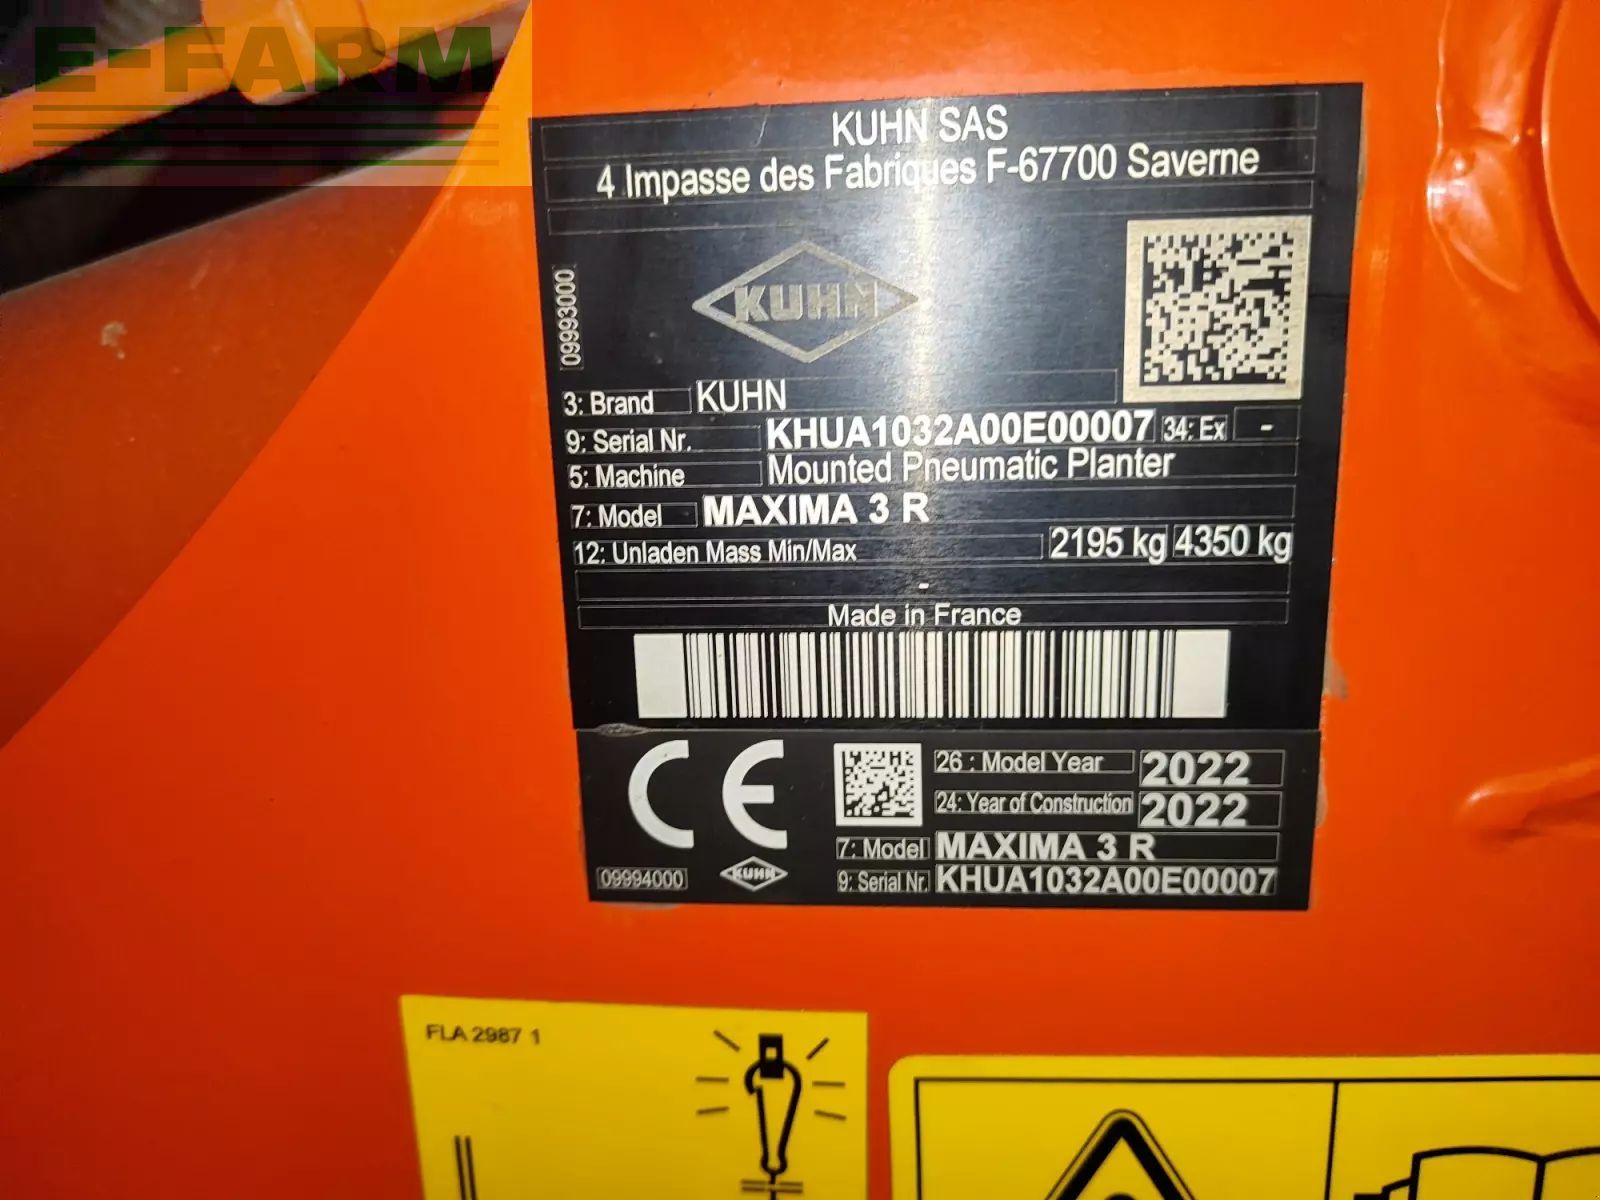 E-FARM
KUHN SAS
4 Impasse des Fabriques F-67700 Saverne
09993000
KUHN
3: Brand KUHN
9: Serial Nr. KHUA1032A00E00007 34: Ex -
5: Machine Mounted Pneumatic Planter
7: Model MAXIMA 3 R
12: Unladen Mass Min/Max 2195 kg 4350 kg
-
Made in France
CE
26 : Model Year 2022
24: Year of Construction 2022
7: Model MAXIMA 3 R
09994000 KUHN 9: Serial Nr. KHUA1032A00E00007
FLA 2987 1